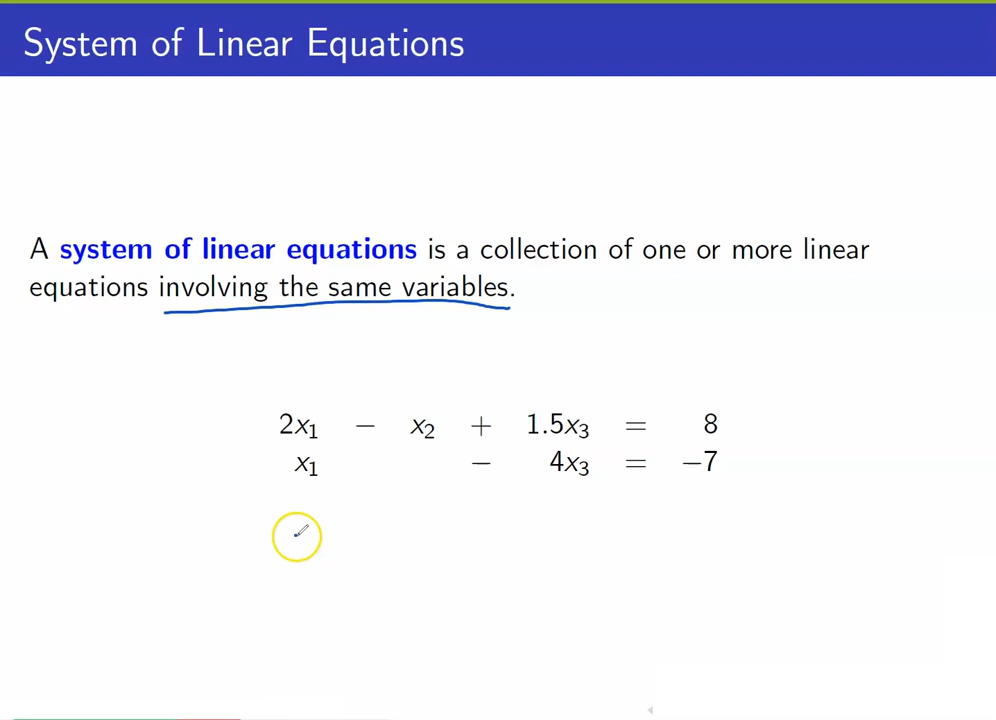 System of Linear Equations
A system of linear equations is a collection of one or more linear
equations involving the same variables.
2x₁ − x₂ + 1.5x₃ = 8
x₁ − 4x₃ = −7